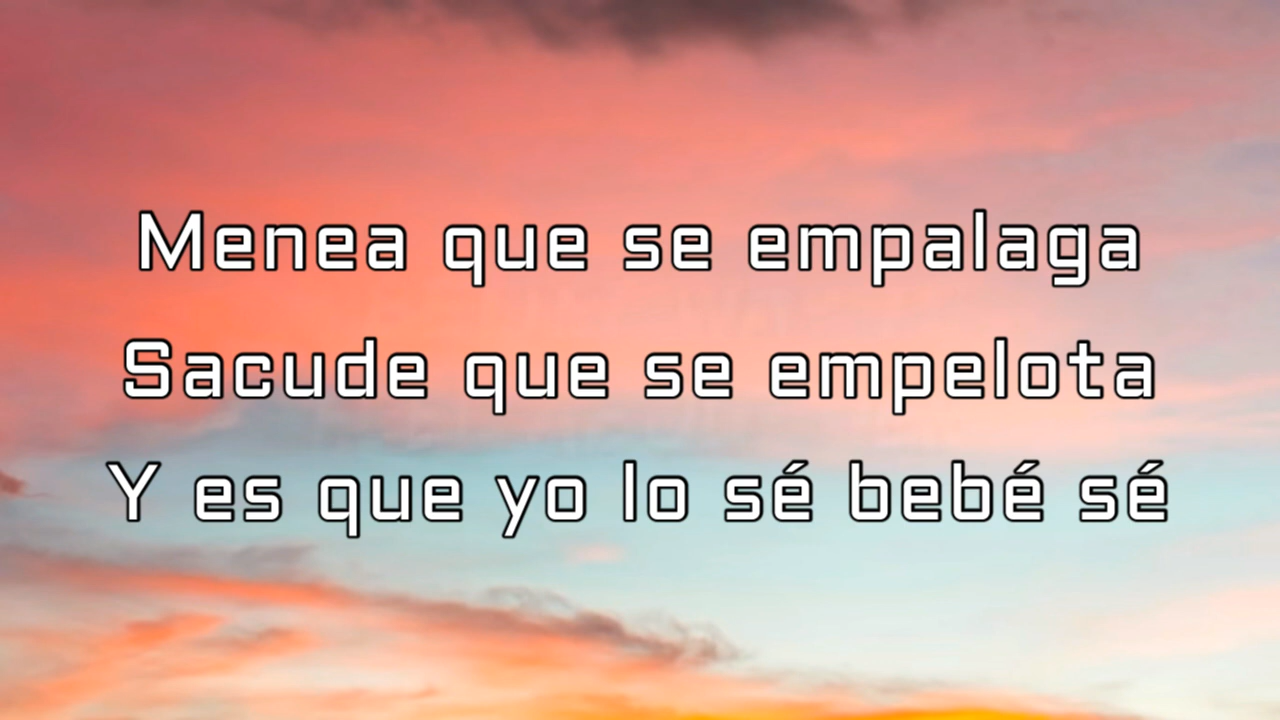 Menea que se empalaga
Sacude que se empelota
Y es que yo lo sé bebé sé